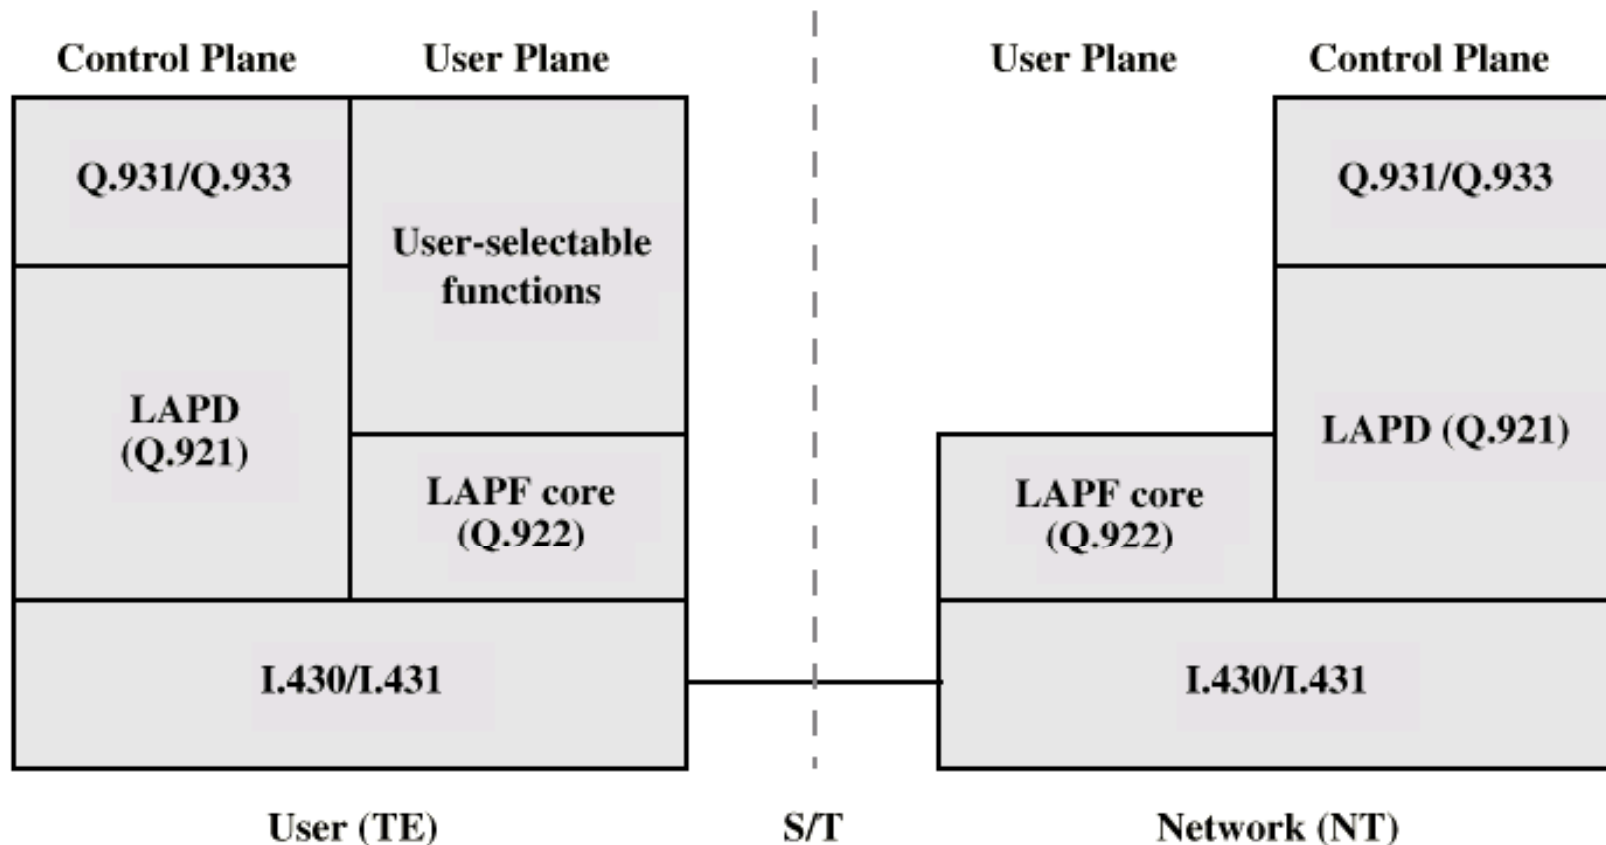 Control Plane
User Plane
User Plane
Control Plane
Q.931/Q.933
User-selectable
functions
LAPD
(Q.921)
LAPF core
(Q.922)
I.430/I.431
Q.931/Q.933
LAPD (Q.921)
LAPF core
(Q.922)
I.430/I.431
User (TE)
S/T
Network (NT)